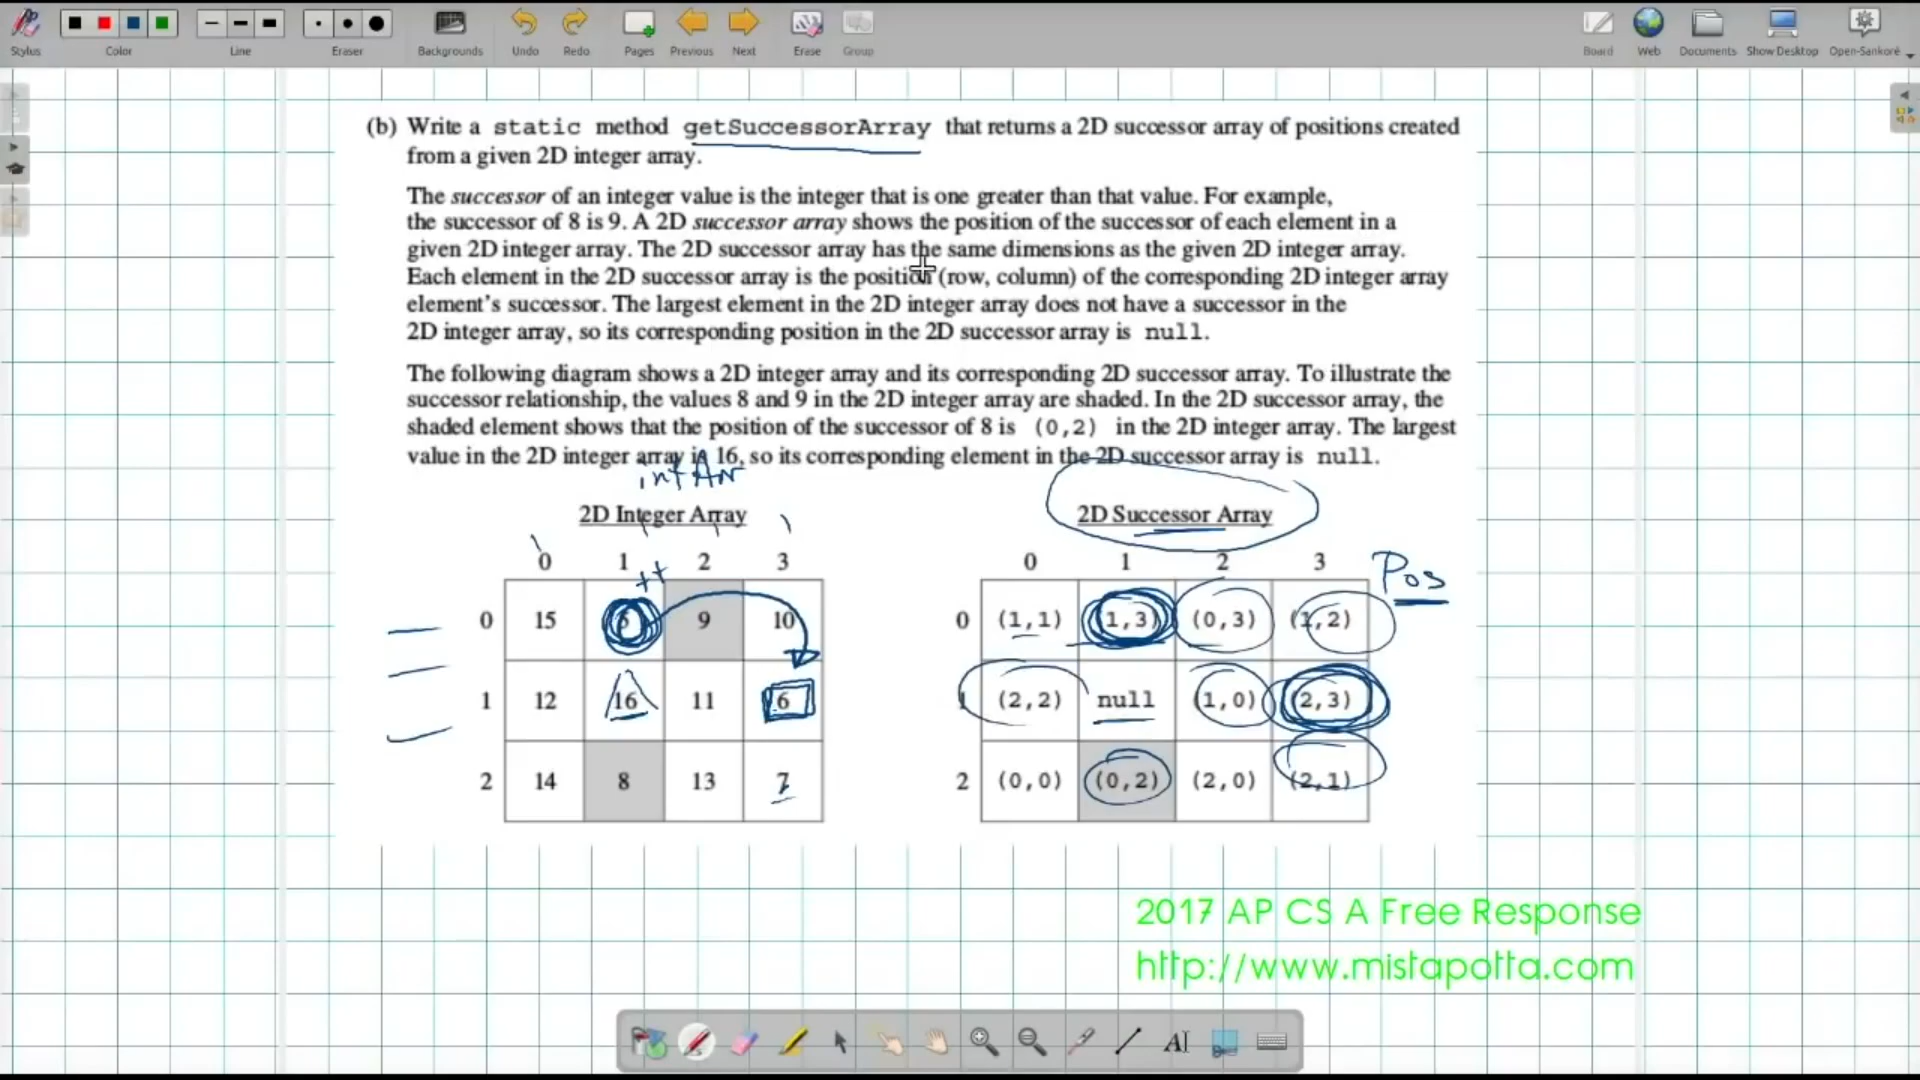 Stylus Color Line Eraser Backgrounds Undo Redo Pages Previous Next Erase Group Board Web Documents Show Desktop Open-Sankoré
(b) Write a static method getSuccessorArray that returns a 2D successor array of positions created
from a given 2D integer array.
The successor of an integer value is the integer that is one greater than that value. For example,
the successor of 8 is 9. A 2D successor array shows the position of the successor of each element in a
given 2D integer array. The 2D successor array has the same dimensions as the given 2D integer array.
Each element in the 2D successor array is the position (row, column) of the corresponding 2D integer array
element's successor. The largest element in the 2D integer array does not have a successor in the
2D integer array, so its corresponding position in the 2D successor array is null.
The following diagram shows a 2D integer array and its corresponding 2D successor array. To illustrate the
successor relationship, the values 8 and 9 in the 2D integer array are shaded. In the 2D successor array, the
shaded element shows that the position of the successor of 8 is (0,2) in the 2D integer array. The largest
value in the 2D integer array is 16, so its corresponding element in the 2D successor array is null.
intArr
2D Integer Array
0 1 2 3
++
0 15 9 10
1 12 16 11 6
2 14 8 13 7
2D Successor Array
0 1 2 3
Pos
0 (1,1) (1,3) (0,3) (1,2)
1 (2,2) null (1,0) (2,3)
2 (0,0) (0,2) (2,0) (2,1)
2017 AP CS A Free Response
http://www.mistapotta.com
AI